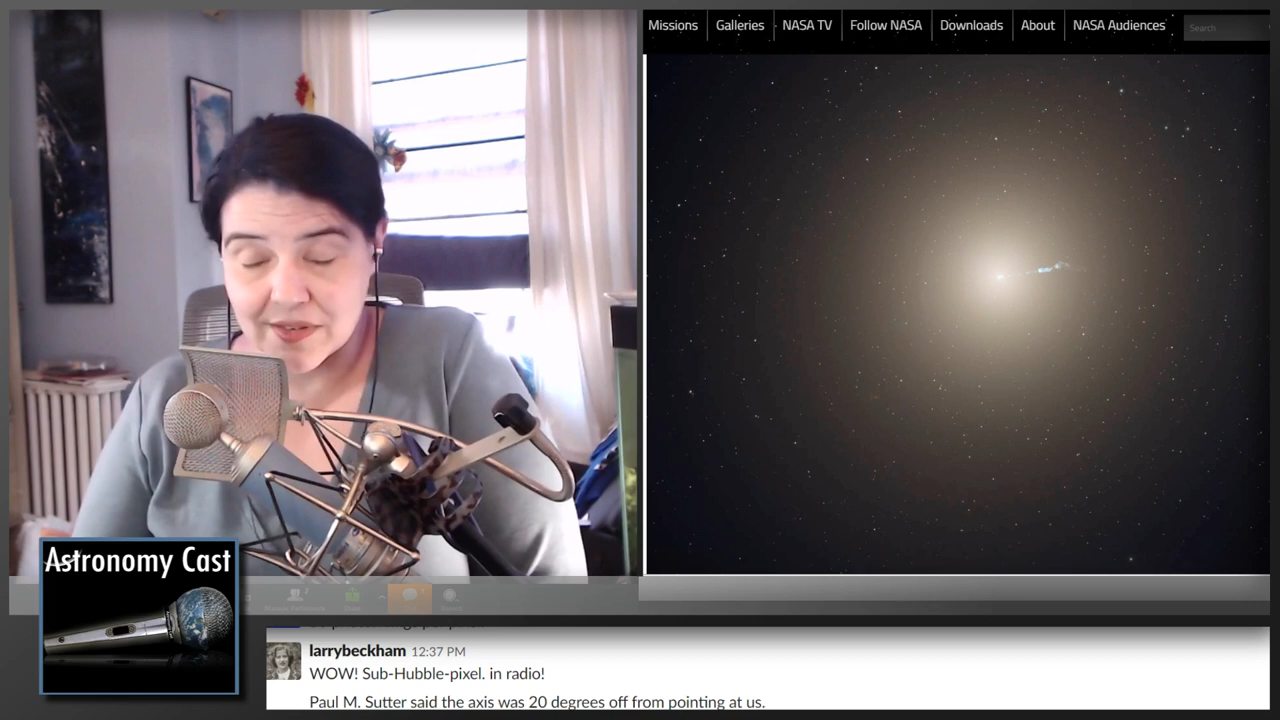 Missions Galleries NASA TV Follow NASA Downloads About NASA Audiences Search
Astronomy Cast
larrybeckham 12:37 PM
WOW! Sub-Hubble-pixel. in radio!
Paul M. Sutter said the axis was 20 degrees off from pointing at us.